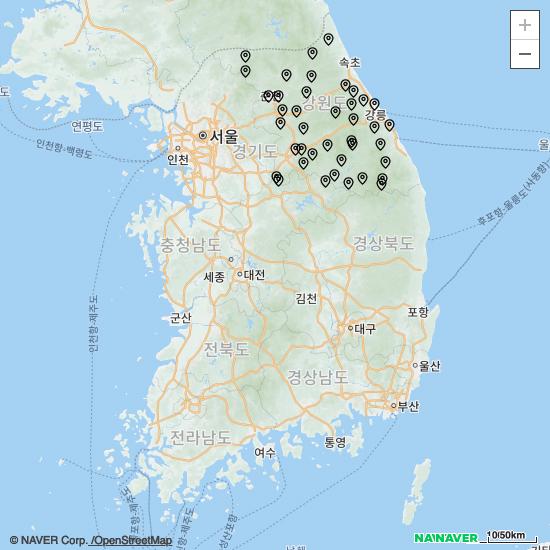 +
−
속초
강원도
강릉
연평도
인천항-백령도
서울
인천
경기도
울
후포항-울릉도(사동항)
충청남도
경상북도
세종
대전
인천항-제주도
김천
군산
포항
대구
전라북도
경상남도
울산
부산
전라남도
여수
통영
© NAVER Corp. /OpenStreetMap
NAVER
10/50km